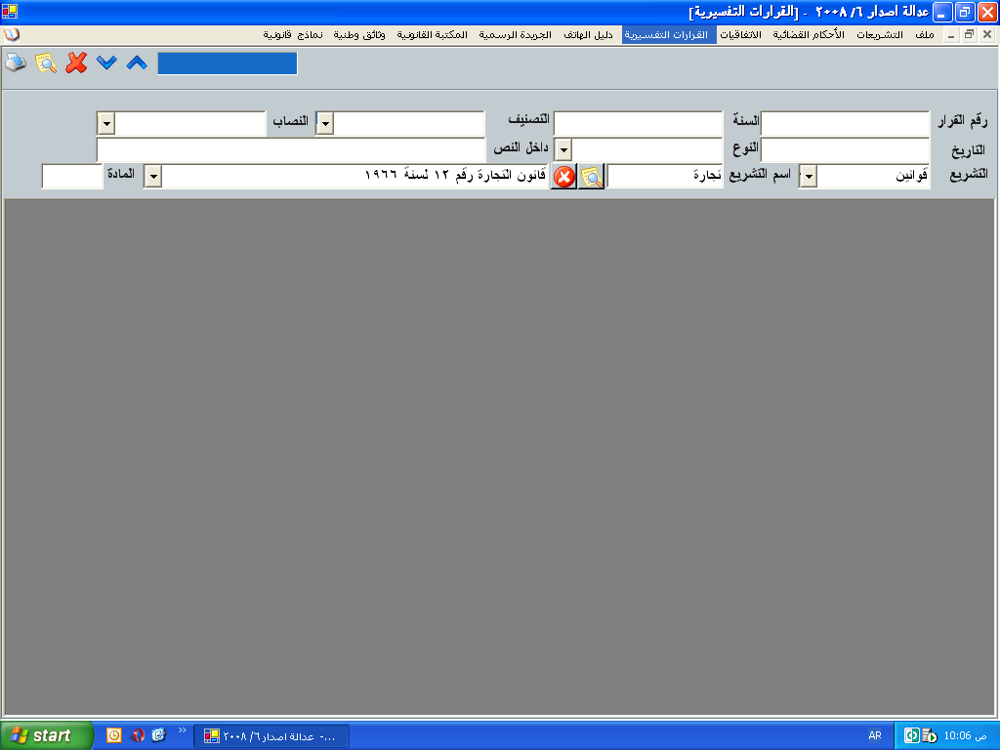 عدالة اصدار ٦/ ٢٠٠٨ - [القرارات التفسيرية]
ملف التشريعات الأحكام القضائية الاتفاقيات القرارات التفسيرية دليل الهاتف الجريدة الرسمية المكتبة القانونية وثائق وطنية نماذج قانونية
رقم القرار السنة التصنيف النصاب
التاريخ النوع داخل النص
التشريع قوانين اسم التشريع تجارة قانون التجارة رقم ١٢ لسنة ١٩٦٦ المادة
start عدالة اصدار ٦/ ٢٠٠٨ -... AR 10:06 ص